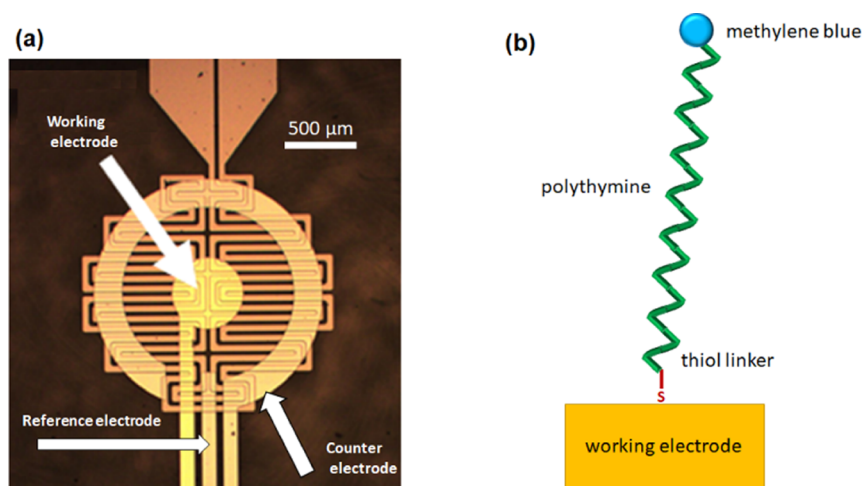 (a)
Working
electrode
500 µm
Reference electrode
Counter
electrode
(b)
methylene blue
polythymine
thiol linker
S
working electrode